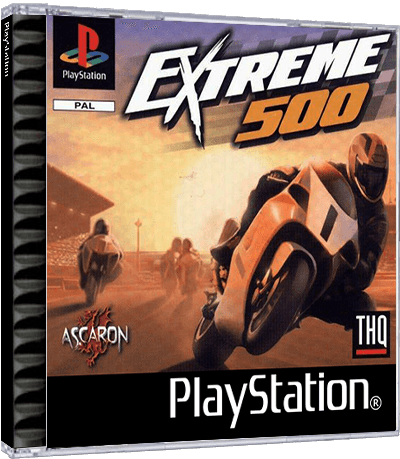 PlayStation
PlayStation
PAL
EXTREME
500
ASCARON
THQ
PlayStation®